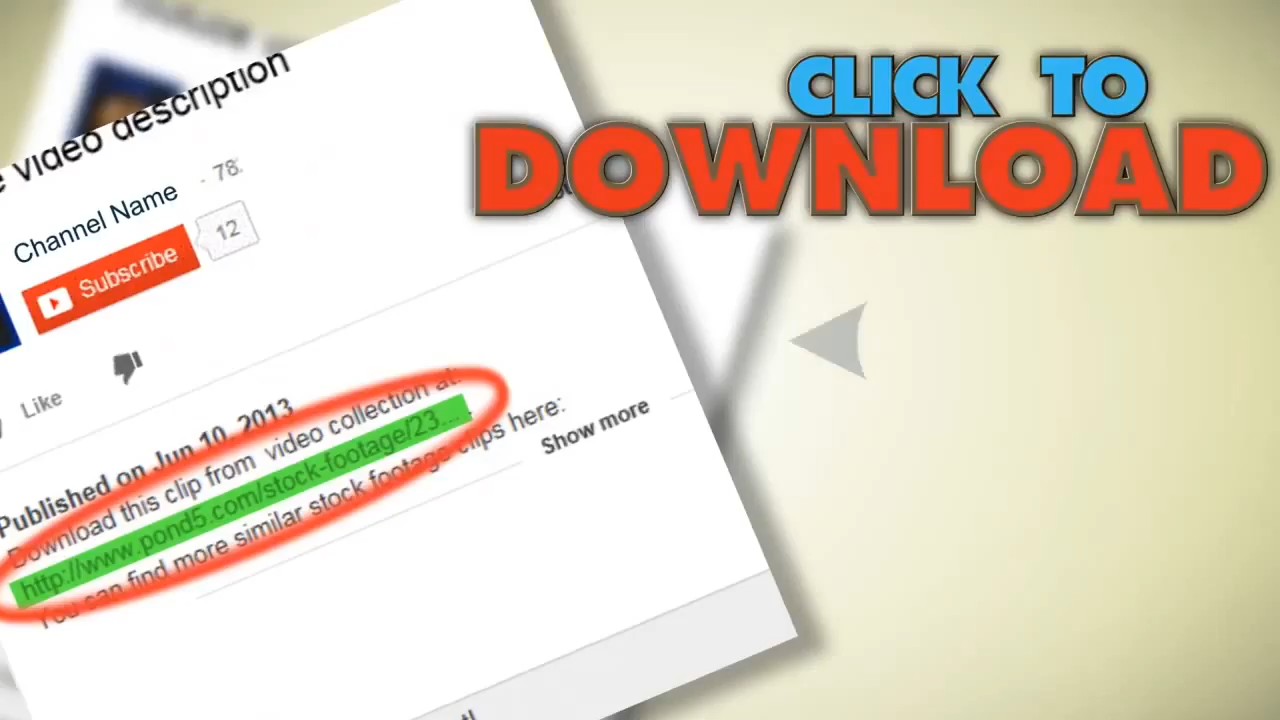 CLICK TO
DOWNLOAD
video description
Channel Name
78
Subscribe
12
Like
Published on Jun 10, 2013
Download this clip from video collection at:
http://www.pond5.com/stock-footage/23...
You can find more similar stock footage clips here:
Show more